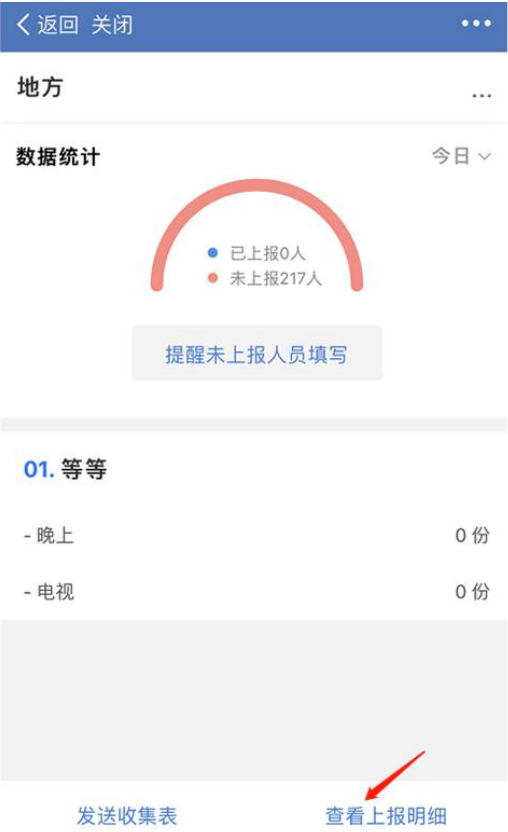 返回 关闭
地方
...
数据统计
今日
已上报0人
未上报217人
提醒未上报人员填写
01. 等等
- 晚上 0 份
- 电视 0 份
发送收集表 查看上报明细